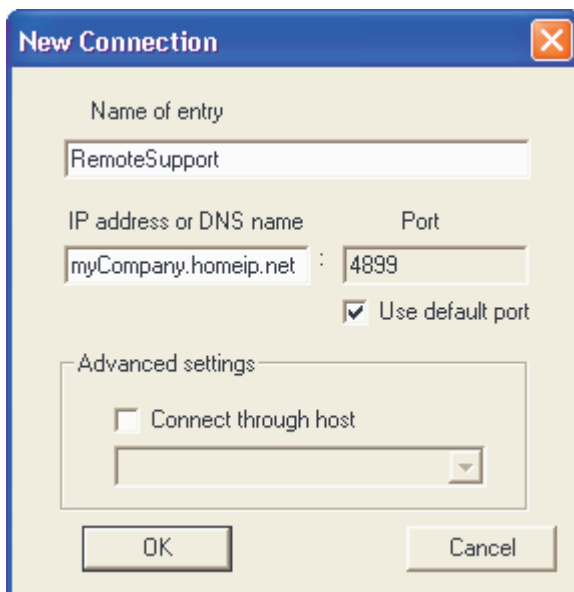 New Connection
Name of entry
RemoteSupport
IP address or DNS name Port
myCompany.homeip.net : 4899
Use default port
Advanced settings
Connect through host
OK Cancel